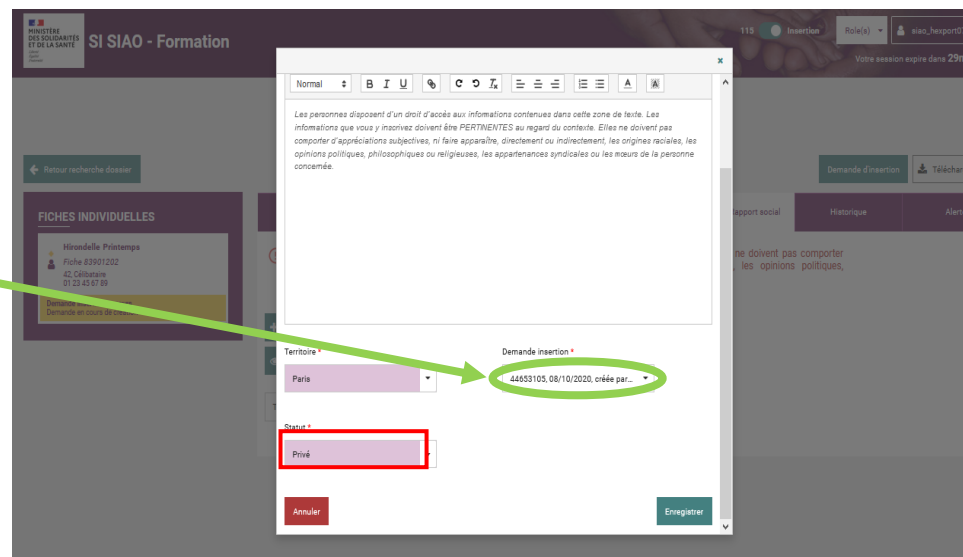 MINISTÈRE
DES SOLIDARITÉS
ET DE LA SANTÉ
SI SIAO - Formation
115
Insertion
Role(s)
siao_hexport0
Votre session expire dans 29m
x
Normal
B I U
Les personnes disposent d'un droit d'accès aux informations contenues dans cette zone de texte. Les
informations que vous y inscrivez doivent être PERTINENTES au regard du contexte. Elles ne doivent pas
comporter d'appréciations subjectives, ni faire apparaître, directement ou indirectement, les origines raciales, les
opinions politiques, philosophiques ou religieuses, les appartenances syndicales ou les mœurs de la personne
concernée.
Retour recherche dossier
Demande d'insertion
Téléchar
FICHES INDIVIDUELLES
Rapport social
Historique
Alert
Hirondelle Printemps
Fiche 83901202
42, Célibataire
01 23 45 67 89
Demande en cours de
ne doivent pas comporter
, les opinions politiques,
Territoire *
Demande insertion *
Paris
44653105, 08/10/2020, créée par...
Statut *
Privé
Annuler
Enregistrer